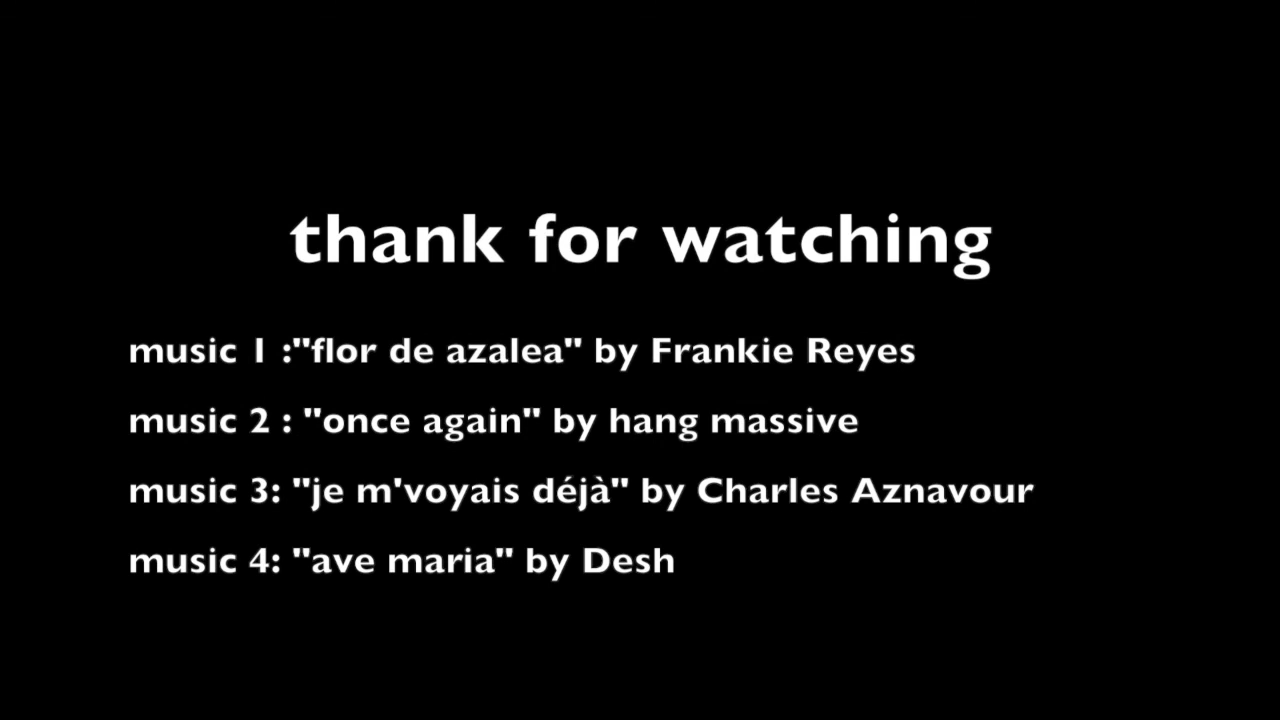 thank for watching
music 1 :"flor de azalea" by Frankie Reyes
music 2 : "once again" by hang massive
music 3: "je m'voyais déjà" by Charles Aznavour
music 4: "ave maria" by Desh